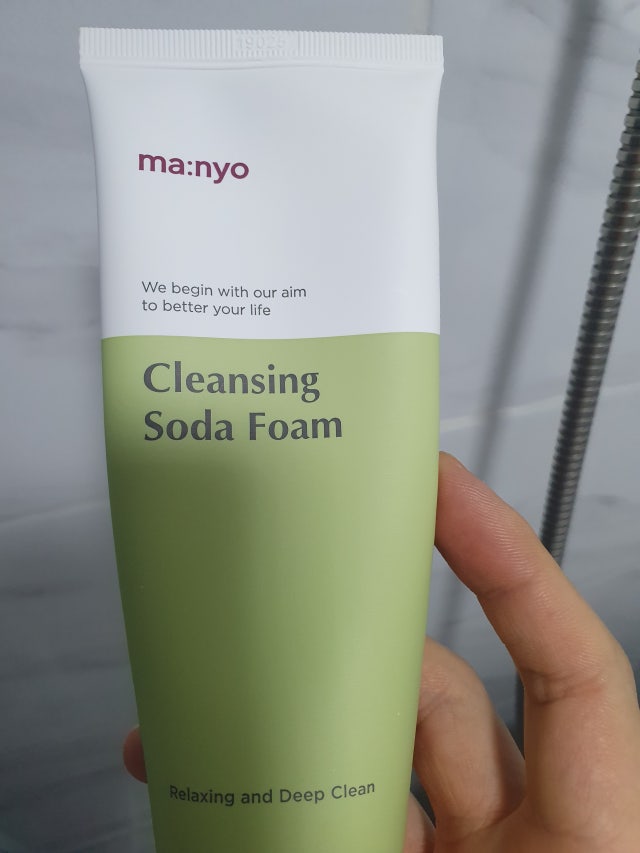 ma:nyo
We begin with our aim
to better your life
Cleansing
Soda Foam
Relaxing and Deep Clean